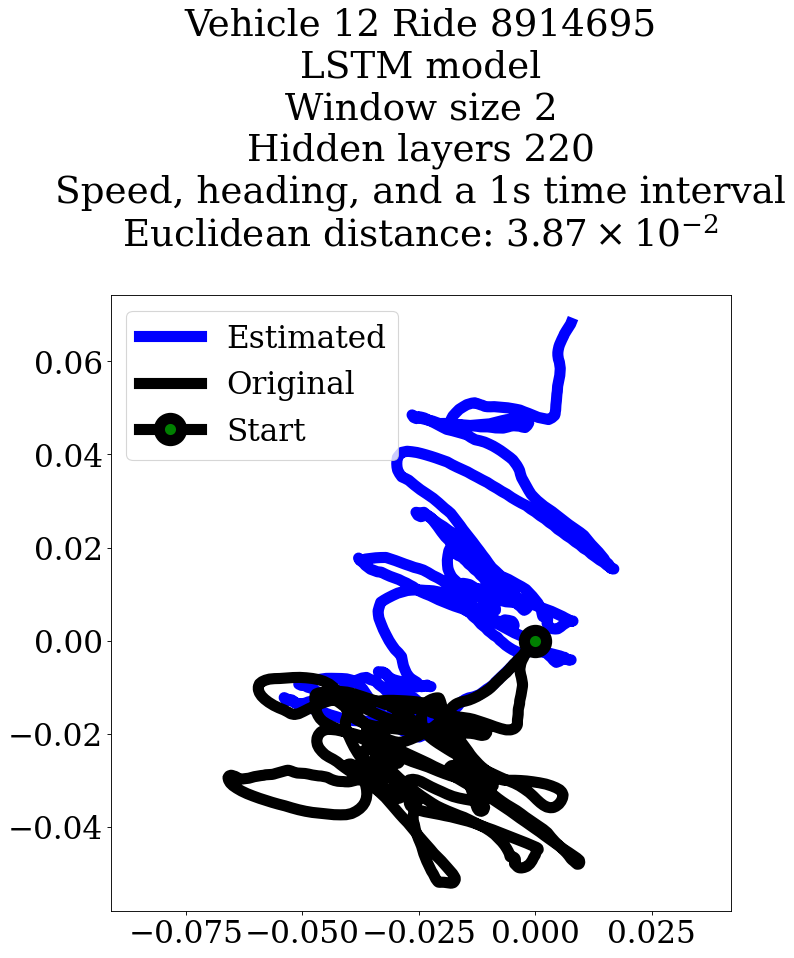 Vehicle 12 Ride 8914695
LSTM model
Window size 2
Hidden layers 220
Speed, heading, and a 1s time interval
Euclidean distance: 3.87 × 10⁻²
Estimated
Original
Start
0.06
0.04
0.02
0.00
−0.02
−0.04
−0.075 −0.050 −0.025 0.000 0.025